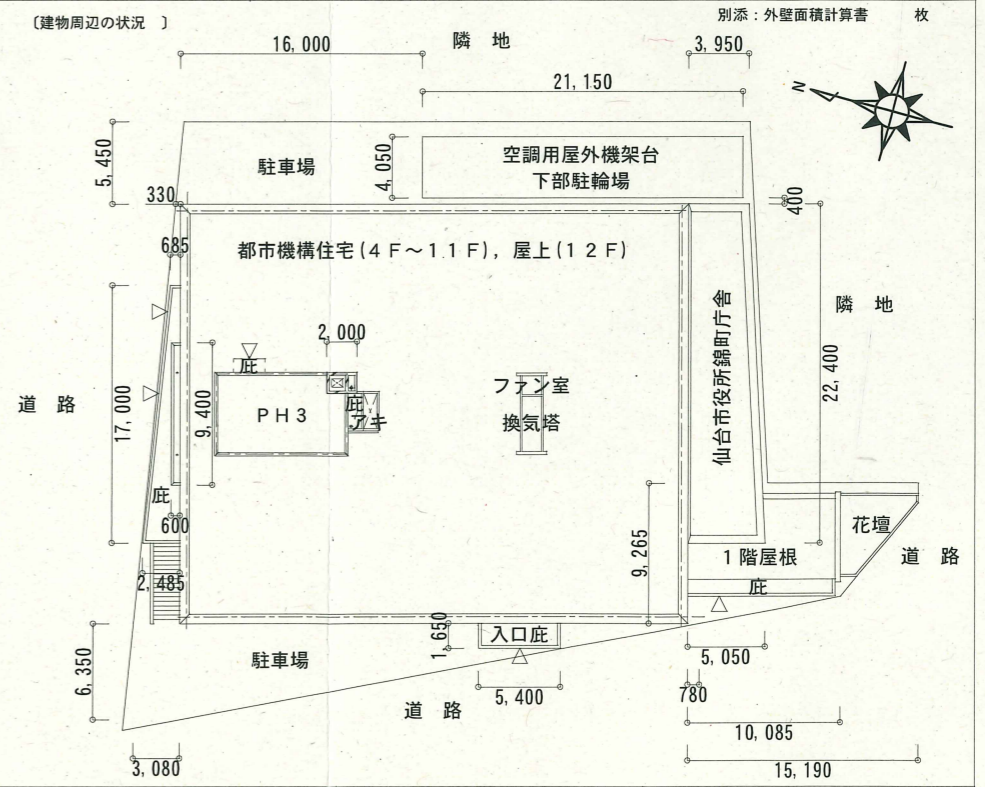 〔建物周辺の状況　〕
別添：外壁面積計算書　　　枚
16,000
隣　地
3,950
21,150
N
5,450
駐車場
4,050
空調用屋外機架台
下部駐輪場
330
400
685
都市機構住宅(4F～11F)，屋上(12F)
隣　地
2,000
庇
仙台市役所錦町庁舎
22,400
道　路
17,000
9,400
PH3
庇
アキ
ファン室
換気塔
庇
600
9,265
花壇
1階屋根
道　路
2,485
庇
1,650
入口庇
6,350
駐車場
5,050
5,400
780
道　路
10,085
3,080
15,190